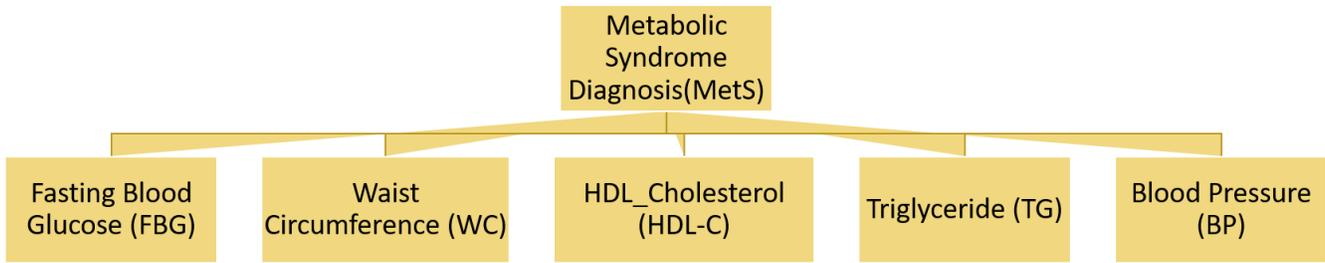 Metabolic
Syndrome
Diagnosis(MetS)
Fasting Blood
Glucose (FBG)
Waist
Circumference (WC)
HDL_Cholesterol
(HDL-C)
Triglyceride (TG)
Blood Pressure
(BP)